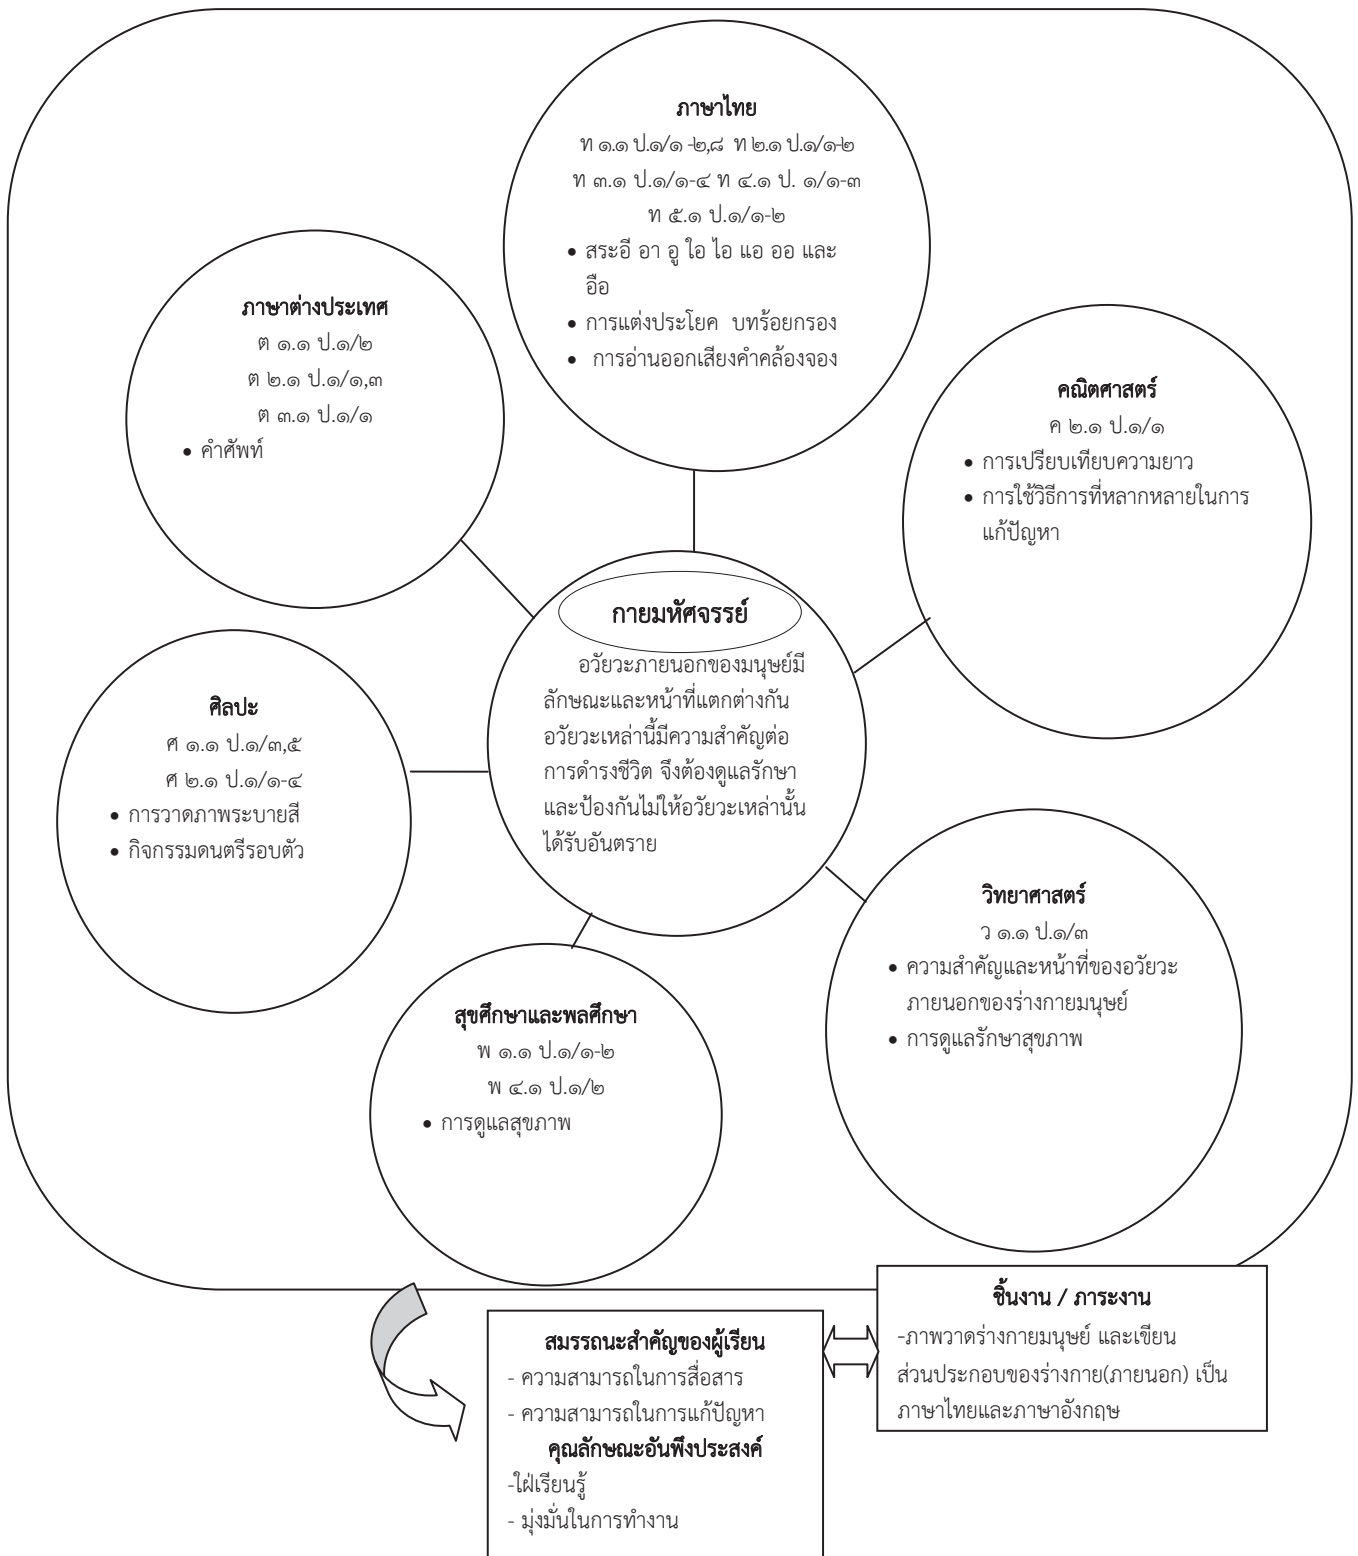 ภาษาไทย
ท ๑.๑ ป.๑/๑ -๒,๘ ท ๒.๑ ป.๑/๑-๒
ท ๓.๑ ป.๑/๑-๔ ท ๔.๑ ป. ๑/๑-๓
ท ๕.๑ ป.๑/๑-๒
• สระอี อา อู ใอ ไอ แอ ออ และ
อือ
• การแต่งประโยค บทร้อยกรอง
• การอ่านออกเสียงคำคล้องจอง
ภาษาต่างประเทศ
ต ๑.๑ ป.๑/๒
ต ๒.๑ ป.๑/๑,๓
ต ๓.๑ ป.๑/๑
• คำศัพท์
คณิตศาสตร์
ค ๒.๑ ป.๑/๑
• การเปรียบเทียบความยาว
• การใช้วิธีการที่หลากหลายในการ
แก้ปัญหา
กายมหัศจรรย์
อวัยวะภายนอกของมนุษย์มี
ลักษณะและหน้าที่แตกต่างกัน
อวัยวะเหล่านี้มีความสำคัญต่อ
การดำรงชีวิต จึงต้องดูแลรักษา
และป้องกันไม่ให้อวัยวะเหล่านั้น
ได้รับอันตราย
ศิลปะ
ศ ๑.๑ ป.๑/๓,๕
ศ ๒.๑ ป.๑/๑-๔
• การวาดภาพระบายสี
• กิจกรรมดนตรีรอบตัว
วิทยาศาสตร์
ว ๑.๑ ป.๑/๓
• ความสำคัญและหน้าที่ของอวัยวะ
ภายนอกของร่างกายมนุษย์
• การดูแลรักษาสุขภาพ
สุขศึกษาและพลศึกษา
พ ๑.๑ ป.๑/๑-๒
พ ๔.๑ ป.๑/๒
• การดูแลสุขภาพ
ชิ้นงาน / ภาระงาน
-ภาพวาดร่างกายมนุษย์ และเขียน
ส่วนประกอบของร่างกาย(ภายนอก) เป็น
ภาษาไทยและภาษาอังกฤษ
สมรรถนะสำคัญของผู้เรียน
- ความสามารถในการสื่อสาร
- ความสามารถในการแก้ปัญหา
คุณลักษณะอันพึงประสงค์
-ใฝ่เรียนรู้
- มุ่งมั่นในการทำงาน